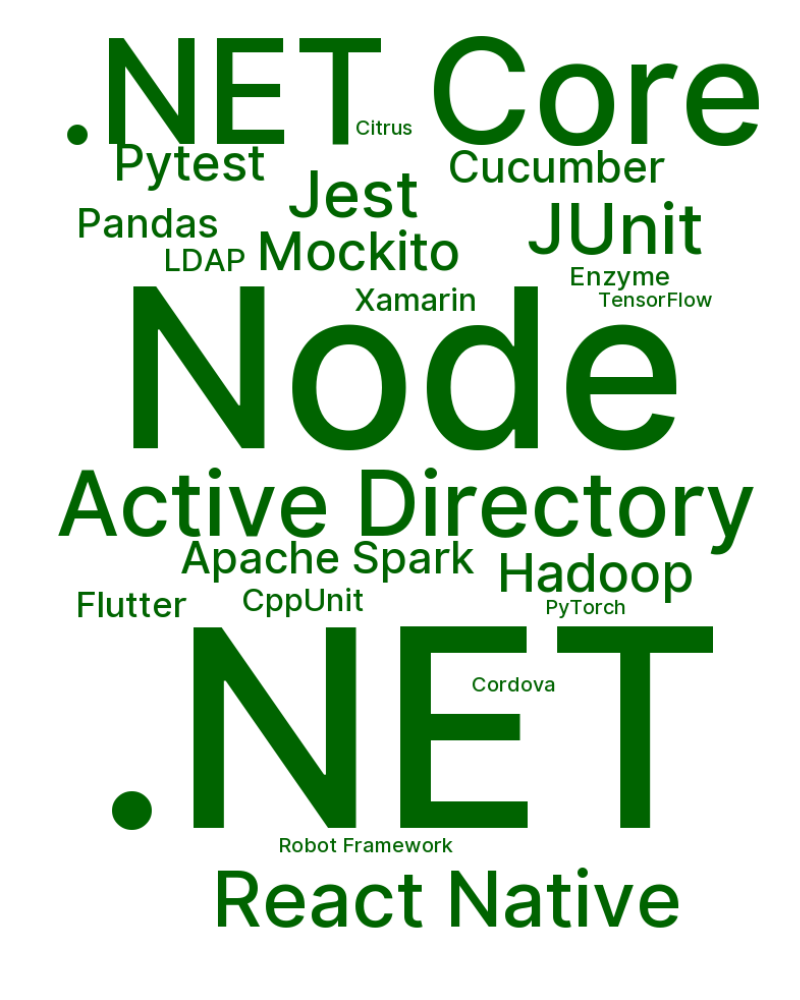 .NET Core
Citrus
Pytest
Cucumber
Jest
JUnit
Pandas
Mockito
LDAP
Enzyme
Xamarin
TensorFlow
Node
Active Directory
Apache Spark
Hadoop
Flutter
CppUnit
PyTorch
.NET
Cordova
Robot Framework
React Native